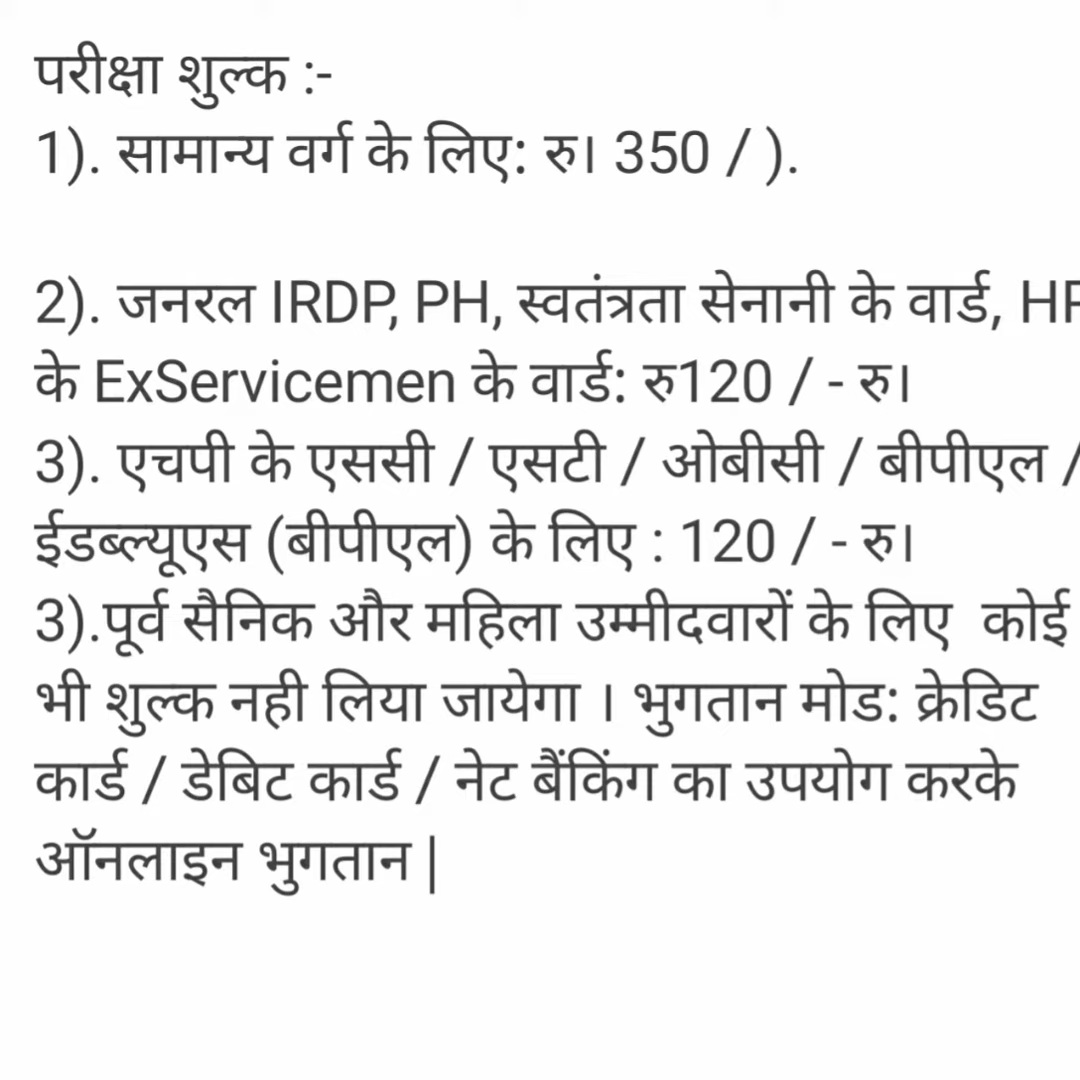 परीक्षा शुल्क :-
1). सामान्य वर्ग के लिए: रु। 350 / ).
2). जनरल IRDP, PH, स्वतंत्रता सेनानी के वार्ड,
के ExServicemen के वार्ड: रु120 / - रु।
3). एचपी के एससी / एसटी / ओबीसी / बीपीएल /
ईडब्ल्यूएस (बीपीएल) के लिए : 120 / - रु।
3).पूर्व सैनिक और महिला उम्मीदवारों के लिए कोई
भी शुल्क नही लिया जायेगा । भुगतान मोड: क्रेडिट
कार्ड / डेबिट कार्ड / नेट बैंकिंग का उपयोग करके
ऑनलाइन भुगतान |